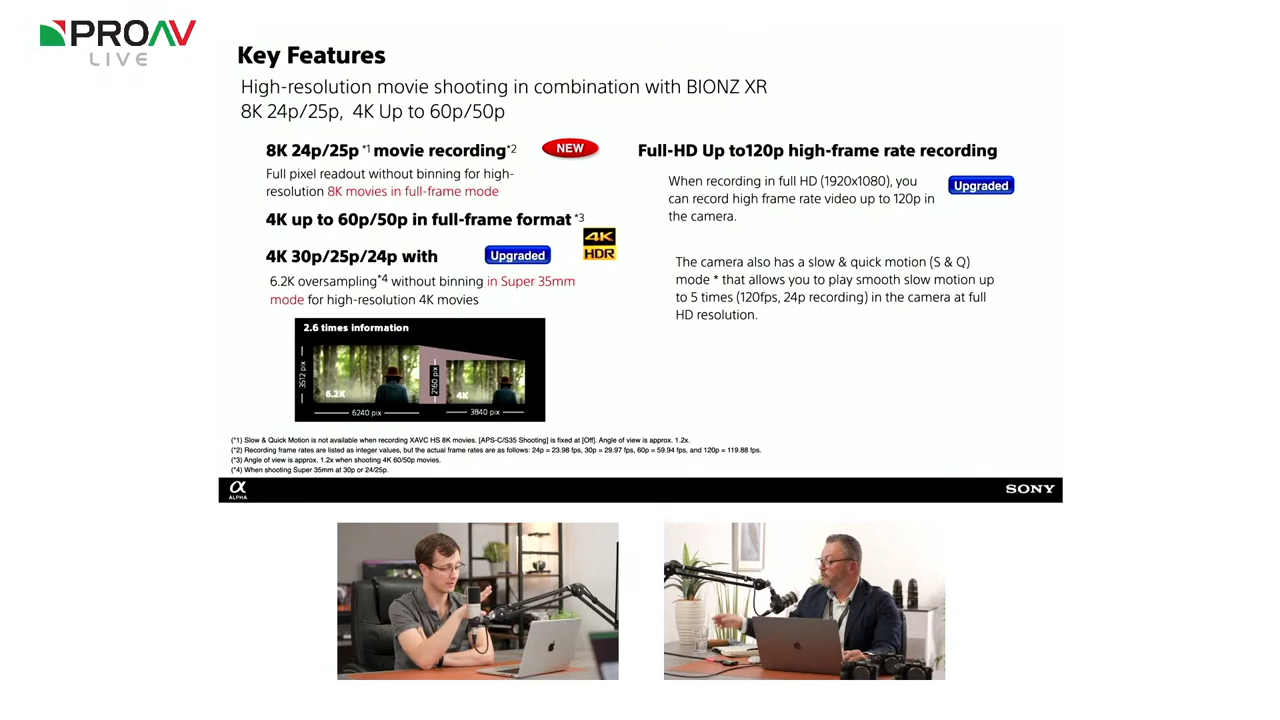 PROAV
LIVE
Key Features
High-resolution movie shooting in combination with BIONZ XR
8K 24p/25p, 4K Up to 60p/50p
8K 24p/25p *1 movie recording*2
NEW
Full pixel readout without binning for high-
resolution 8K movies in full-frame mode
4K up to 60p/50p in full-frame format *3
4K
HDR
4K 30p/25p/24p with
Upgraded
6.2K oversampling*4 without binning in Super 35mm
mode for high-resolution 4K movies
2.6 times information
3512 pix
6.2K
6240 pix
2160 pix
4K
3840 pix
Full-HD Up to120p high-frame rate recording
When recording in full HD (1920x1080), you
can record high frame rate video up to 120p in
the camera.
Upgraded
The camera also has a slow & quick motion (S & Q)
mode * that allows you to play smooth slow motion up
to 5 times (120fps, 24p recording) in the camera at full
HD resolution.
(*1) Slow & Quick Motion is not available when recording XAVC HS 8K movies. [APS-C/S35 Shooting] is fixed at [Off]. Angle of view is approx. 1.2x.
(*2) Recording frame rates are listed as integer values, but the actual frame rates are as follows: 24p = 23.98 fps, 30p = 29.97 fps, 60p = 59.94 fps, and 120p = 119.88 fps.
(*3) Angle of view is approx. 1.2x when shooting 4K 60/50p movies.
(*4) When shooting Super 35mm at 30p or 24/25p.
α
ALPHA
SONY